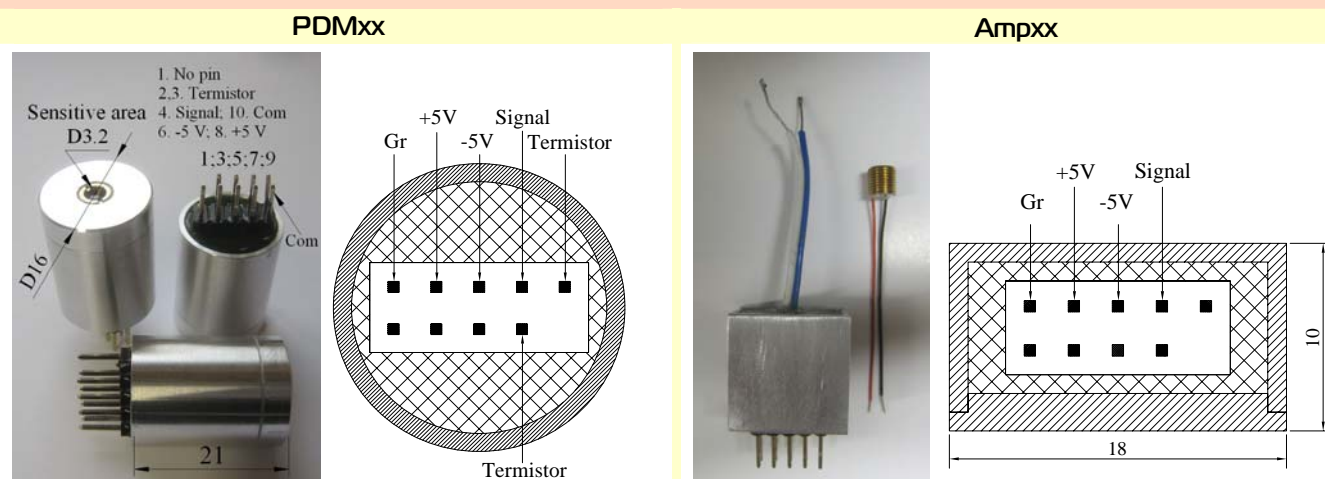 PDMxx
1. No pin
2,3. Termistor
Sensitive area
4. Signal; 10. Com
D3.2
6. -5 V; 8. +5 V
1;3;5;7;9
Com
D16
21
+5V
Signal
Gr
-5V
Termistor
Termistor
Ampxx
+5V
Signal
Gr
-5V
10
18